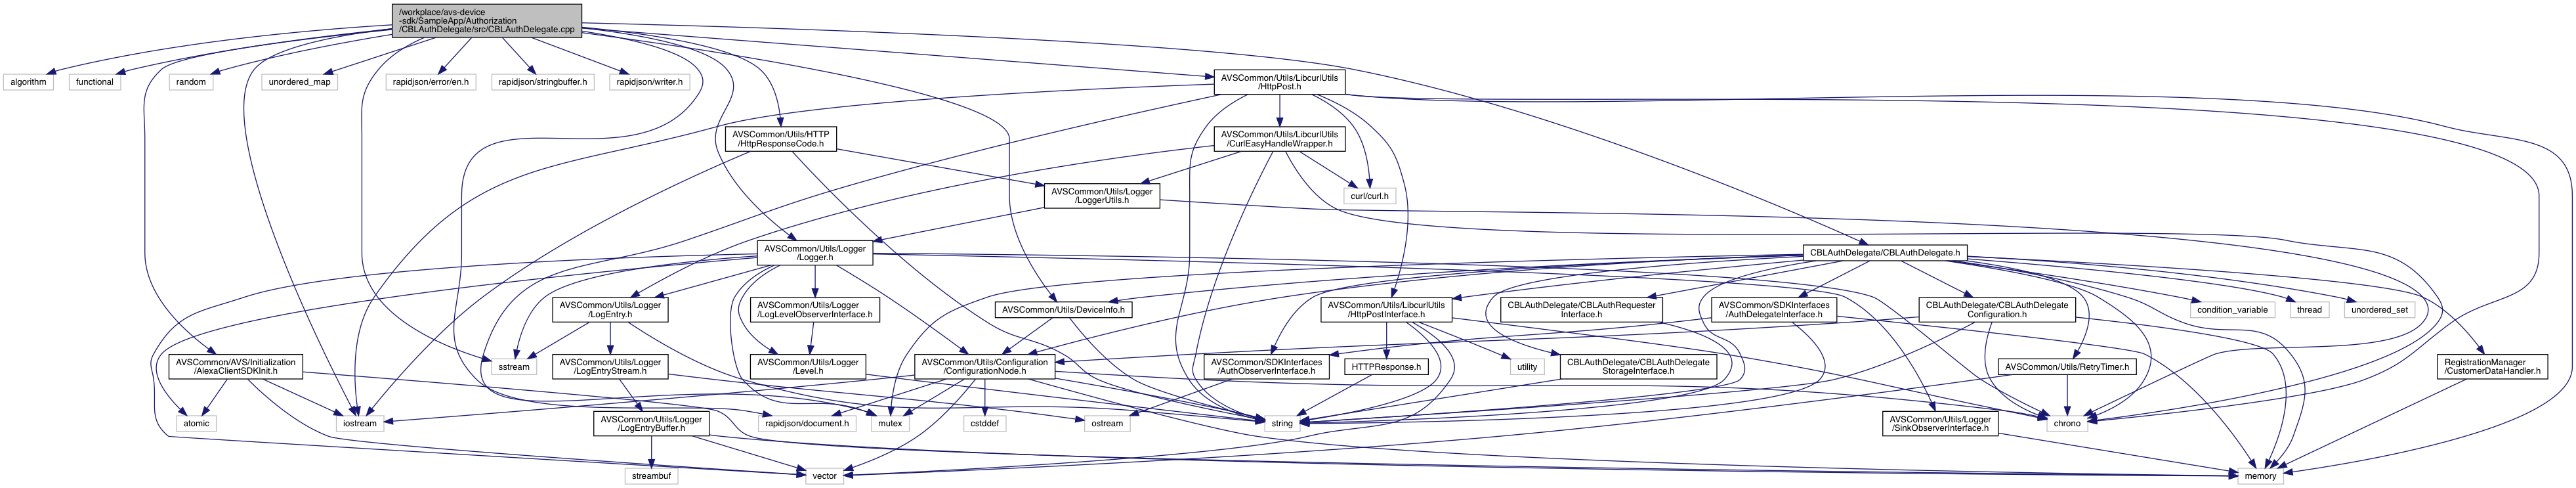 /workplace/avs-device
-sdk/SampleApp/Authorization
/CBLAuthDelegate/src/CBLAuthDelegate.cpp
algorithm
functional
random
unordered_map
rapidjson/error/en.h
rapidjson/stringbuffer.h
rapidjson/writer.h
AVSCommon/Utils/LibcurlUtils
/HttpPost.h
AVSCommon/Utils/HTTP
/HttpResponseCode.h
AVSCommon/Utils/LibcurlUtils
/CurlEasyHandleWrapper.h
AVSCommon/Utils/Logger
/LoggerUtils.h
curl/curl.h
AVSCommon/Utils/Logger
/Logger.h
CBLAuthDelegate/CBLAuthDelegate.h
AVSCommon/Utils/Logger
/LogEntry.h
AVSCommon/Utils/Logger
/LogLevelObserverInterface.h
AVSCommon/Utils/DeviceInfo.h
AVSCommon/Utils/LibcurlUtils
/HttpPostInterface.h
CBLAuthDelegate/CBLAuthRequester
Interface.h
AVSCommon/SDKInterfaces
/AuthDelegateInterface.h
CBLAuthDelegate/CBLAuthDelegate
Configuration.h
condition_variable
thread
unordered_set
AVSCommon/AVS/Initialization
/AlexaClientSDKInit.h
sstream
AVSCommon/Utils/Logger
/LogEntryStream.h
AVSCommon/Utils/Logger
/Level.h
AVSCommon/Utils/Configuration
/ConfigurationNode.h
AVSCommon/SDKInterfaces
/AuthObserverInterface.h
HTTPResponse.h
utility
CBLAuthDelegate/CBLAuthDelegate
StorageInterface.h
AVSCommon/Utils/RetryTimer.h
RegistrationManager
/CustomerDataHandler.h
atomic
iostream
AVSCommon/Utils/Logger
/LogEntryBuffer.h
rapidjson/document.h
mutex
cstddef
ostream
string
AVSCommon/Utils/Logger
/SinkObserverInterface.h
chrono
streambuf
vector
memory